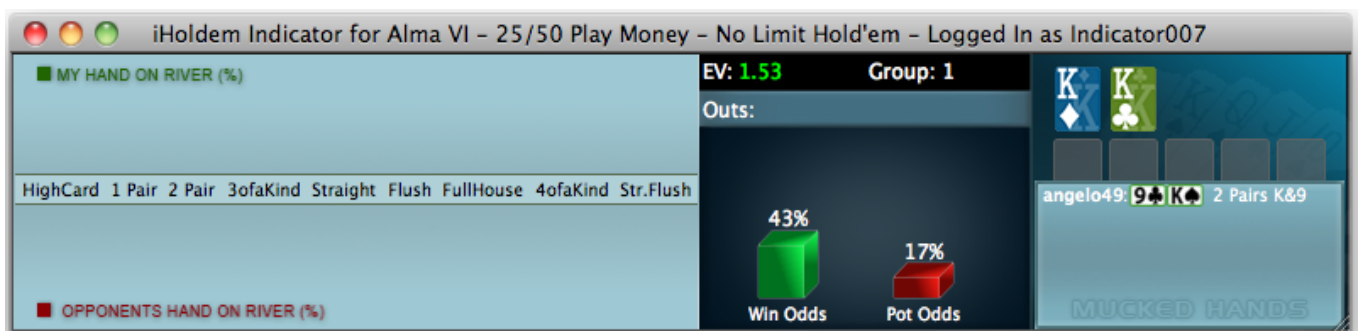 iHoldem Indicator for Alma VI – 25/50 Play Money – No Limit Hold'em – Logged In as Indicator007
MY HAND ON RIVER (%)
HighCard 1 Pair 2 Pair 3ofaKind Straight Flush FullHouse 4ofaKind Str.Flush
OPPONENTS HAND ON RIVER (%)
EV: 1.53 Group: 1
Outs:
43%
17%
Win Odds Pot Odds
K♦ K♣
angelo49: 9♣ K♠ 2 Pairs K&9
MUCKED HANDS